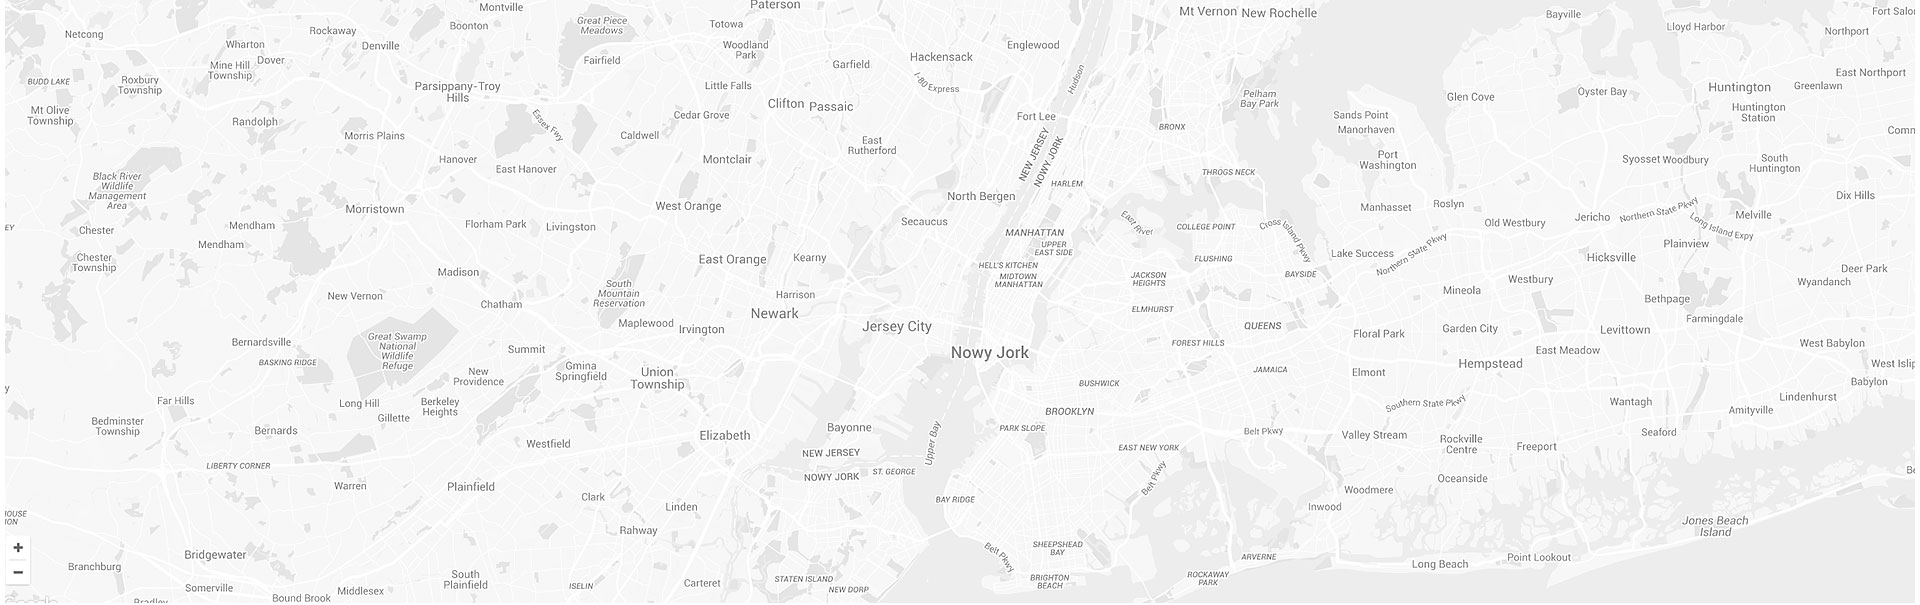 Montville
Paterson
Mt Vernon
New Rochelle
Bayville
Fort Salo
Netcong
Rockaway
Boonton
Great Piece
Meadows
Totowa
Lloyd Harbor
Northport
Wharton
Denville
Woodland
Park
Englewood
Dover
Mine Hill
Township
Fairfield
Hackensack
Garfield
East Northport
BUDD LAKE
Roxbury
Township
Parsippany-Troy
Hills
Little Falls
I-80 Express
Hudson
Pelham
Bay Park
Glen Cove
Oyster Bay
Huntington
Greenlawn
Mt Olive
Township
Clifton
Passaic
Cedar Grove
Fort Lee
Sands Point
Manorhaven
Huntington
Station
Randolph
Morris Plains
Essex Fwy
Caldwell
East
Rutherford
BRONX
Comm
NEW JERSEY
NOWY JORK
Hanover
East Hanover
Montclair
Port
Washington
Syosset
Woodbury
South
Huntington
Black River
Wildlife
Management
Area
THROGS NECK
HARLEM
North Bergen
Dix Hills
Morristown
West Orange
Manhasset
Roslyn
Northern State Pkwy
Mendham
Florham Park
Livingston
Secaucus
East River
COLLEGE POINT
Cross Island Pkwy
Old Westbury
Jericho
Long Island Expy
Melville
EY
Chester
Mendham
MANHATTAN
UPPER
EAST SIDE
Northern State Pkwy
Plainview
Chester
Township
East Orange
Kearny
HELL'S KITCHEN
MIDTOWN
MANHATTAN
FLUSHING
Lake Success
Hicksville
Madison
JACKSON
HEIGHTS
BAYSIDE
Westbury
Deer Park
Wyandanch
New Vernon
Chatham
South
Mountain
Reservation
Harrison
Mineola
Bethpage
Newark
ELMHURST
Farmingdale
Maplewood
Irvington
Jersey City
QUEENS
Floral Park
Garden City
Levittown
Bernardsville
Great Swamp
National
Wildlife
Refuge
Summit
Nowy Jork
FOREST HILLS
East Meadow
West Babylon
BASKING RIDGE
Gmina
Springfield
Union
Township
JAMAICA
Elmont
Hempstead
West Islip
New
Providence
BUSHWICK
Babylon
y
Far Hills
Long Hill
Berkeley
Heights
Southern State Pkwy
Wantagh
Lindenhurst
Gillette
BROOKLYN
Amityville
Bedminster
Township
Bernards
Westfield
Elizabeth
Bayonne
Upper Bay
PARK SLOPE
Belt Pkwy
Valley Stream
Rockville
Centre
Freeport
Seaford
NEW JERSEY
NOWY JORK
EAST NEW YORK
LIBERTY CORNER
ST. GEORGE
Belt Pkwy
Be
Warren
Plainfield
Clark
Linden
BAY RIDGE
Woodmere
Oceanside
Inwood
HOUSE
ION
Rahway
Jones Beach
Island
+
Bridgewater
Belt Pkwy
SHEEPSHEAD
BAY
ARVERNE
Point Lookout
Long Beach
Branchburg
−
South
Plainfield
Carteret
STATEN ISLAND
BRIGHTON
BEACH
ROCKAWAY
PARK
Somerville
Middlesex
ISELIN
NEW DORP
Bradley
Bound Brook